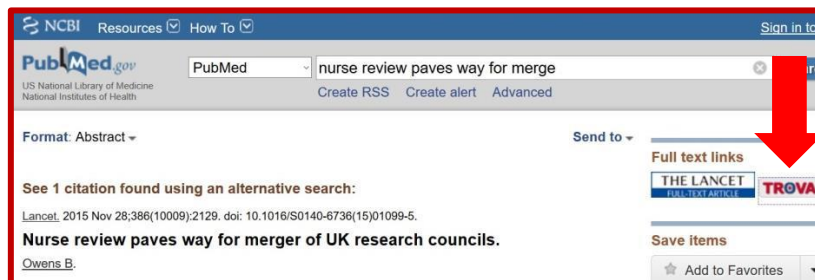 NCBI Resources How To Sign in to
PubMed.gov PubMed nurse review paves way for merge
US National Library of Medicine
National Institutes of Health
Create RSS Create alert Advanced
Format: Abstract Send to
Full text links
THE LANCET
FULL-TEXT ARTICLE
TROVA
See 1 citation found using an alternative search:
Lancet. 2015 Nov 28;386(10009):2129. doi: 10.1016/S0140-6736(15)01099-5.
Nurse review paves way for merger of UK research councils.
Owens B.
Save items
Add to Favorites